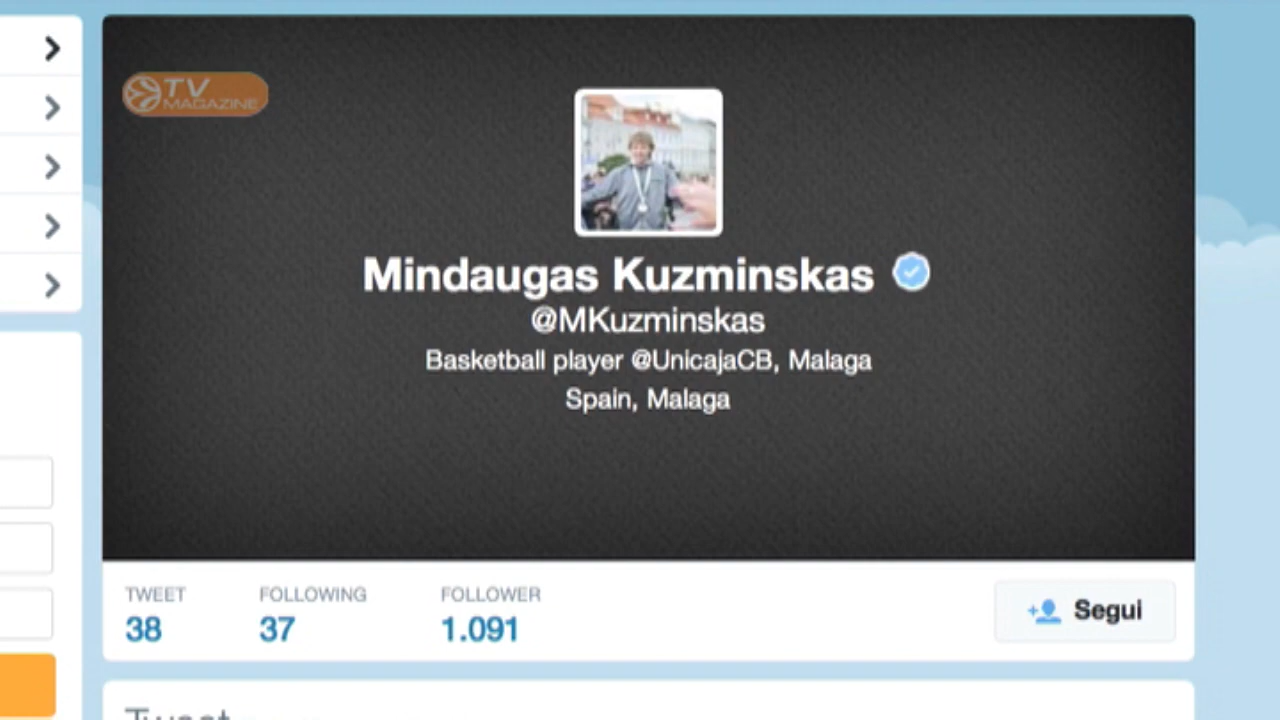 TV
MAGAZINE
Mindaugas Kuzminskas
@MKuzminskas
Basketball player @UnicajaCB, Malaga
Spain, Malaga
TWEET FOLLOWING FOLLOWER
38 37 1.091
Segui
Tweet